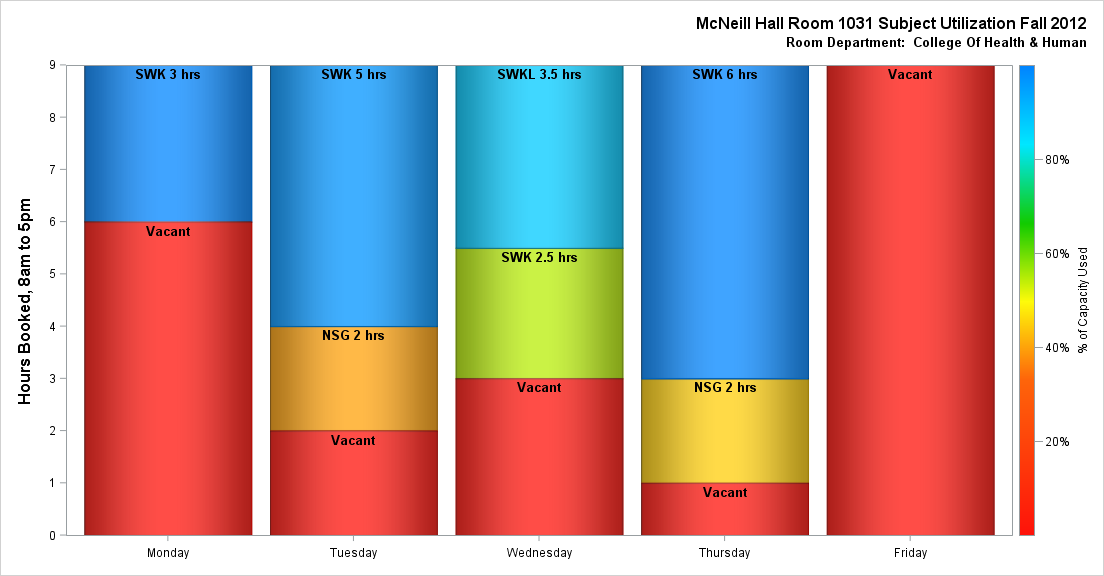 McNeill Hall Room 1031 Subject Utilization Fall 2012
Room Department:  College Of Health & Human
Hours Booked, 8am to 5pm
9
8
7
6
5
4
3
2
1
0
SWK 3 hrs
Vacant
SWK 5 hrs
NSG 2 hrs
Vacant
SWKL 3.5 hrs
SWK 2.5 hrs
Vacant
SWK 6 hrs
NSG 2 hrs
Vacant
Vacant
Monday
Tuesday
Wednesday
Thursday
Friday
80%
60%
40%
20%
% of Capacity Used